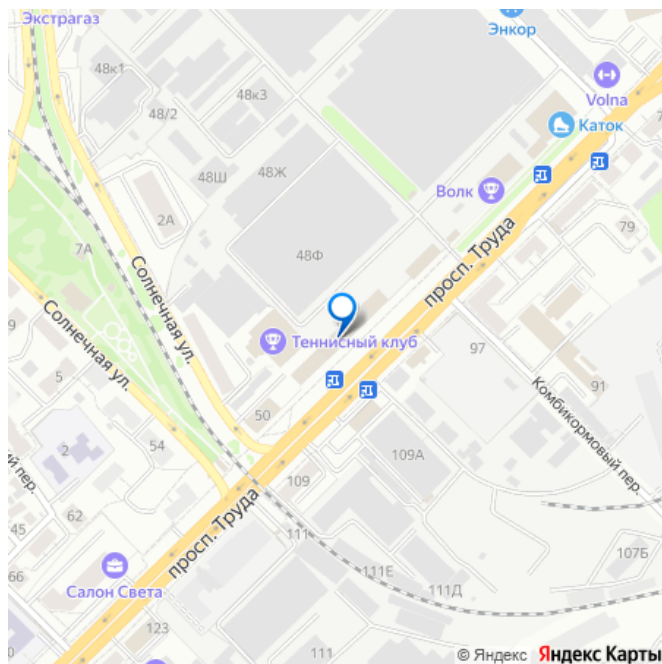 Экстрагаз
Энкор
48к1
48/2
48к3
Volna
Каток
48Ш
48Ж
Волк
2А
7А
48Ф
79
просп. Труда
Солнечная ул.
Солнечная ул.
Теннисный клуб
97
5
91
Комбикормовый пер.
50
2
54
109А
ий пер.
109
62
45
просп. Труда
111
107Б
66
111Е
111Д
Салон Света
123
111
© Яндекс Яндекс Карты